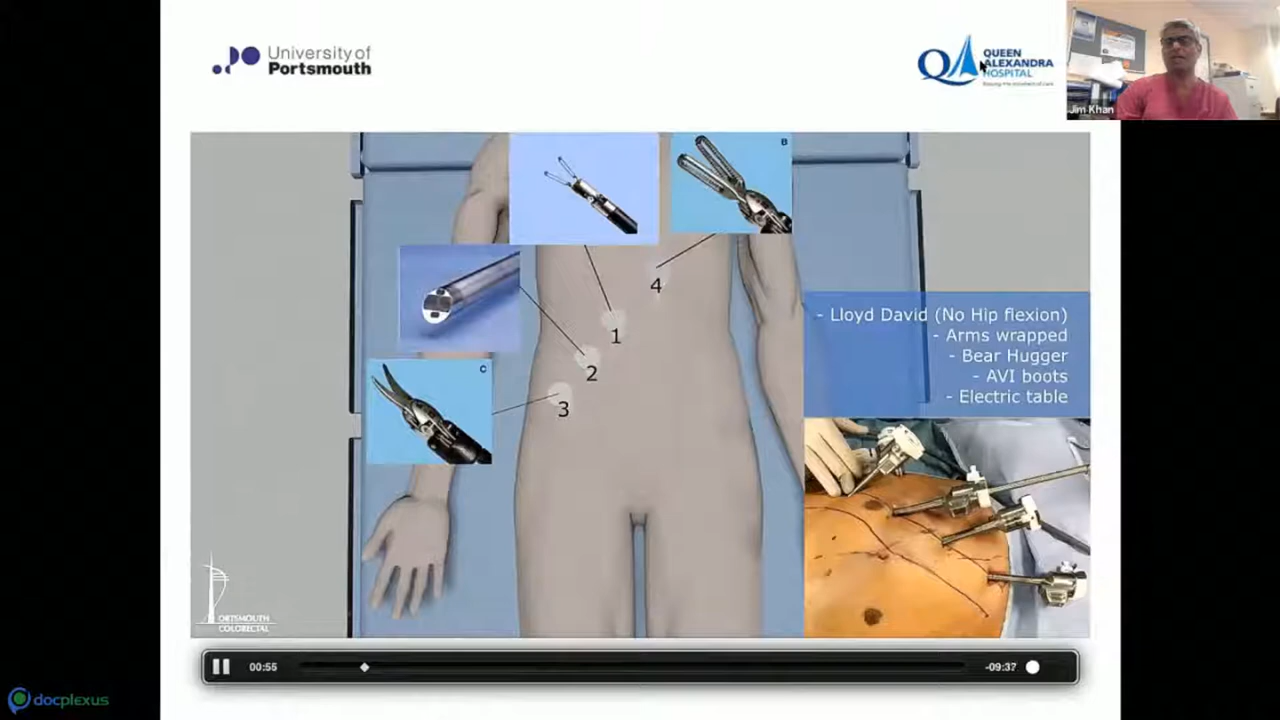 University of
Portsmouth
QA
QUEEN
ALEXANDRA
HOSPITAL
Jim Khan
B
4
1
2
3
C
- Lloyd David (No Hip flexion)
- Arms wrapped
- Bear Hugger
- AVI boots
- Electric table
PORTSMOUTH
COLORECTAL
00:55
-09:37
docplexus